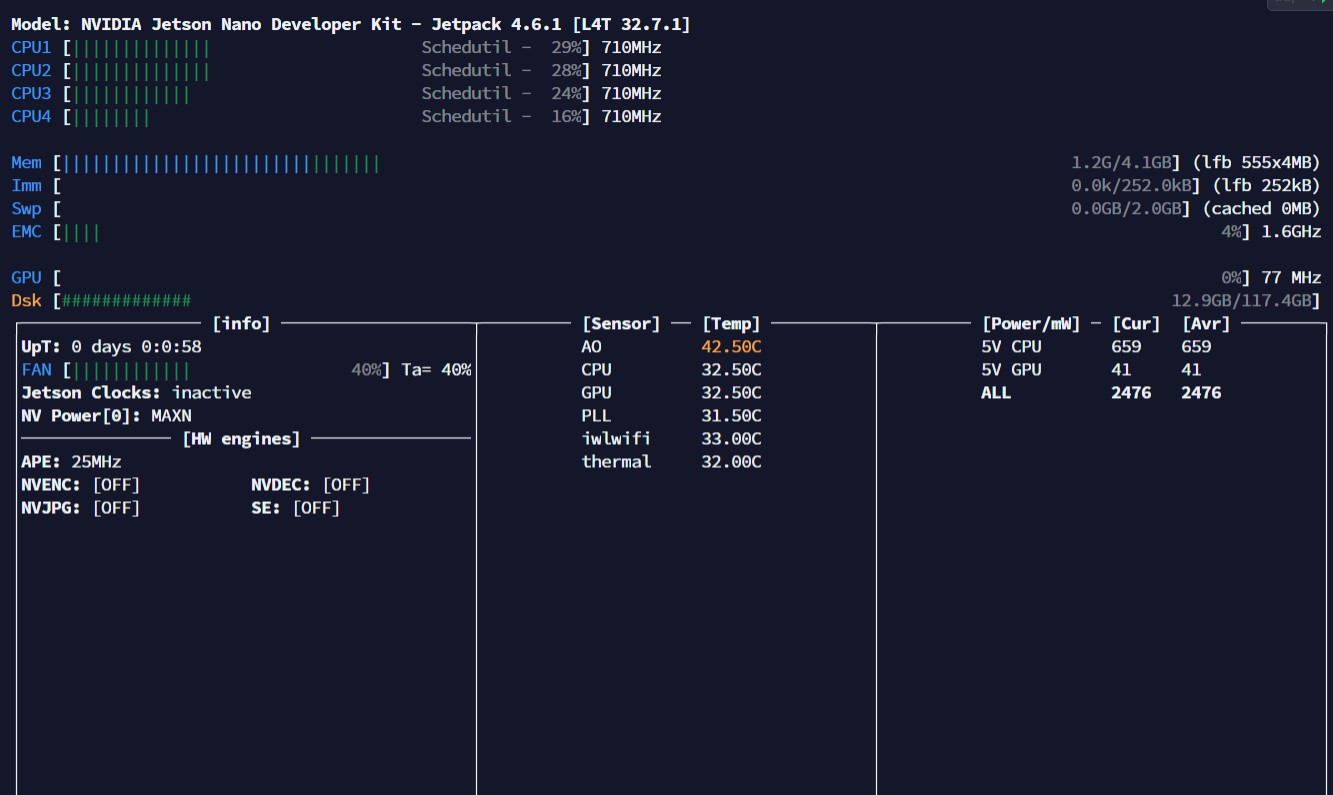 Model: NVIDIA Jetson Nano Developer Kit - Jetpack 4.6.1 [L4T 32.7.1]
CPU1 [|||||||||||||| Schedutil - 29%] 710MHz
CPU2 [|||||||||||||| Schedutil - 28%] 710MHz
CPU3 [|||||||||||| Schedutil - 24%] 710MHz
CPU4 [|||||||| Schedutil - 16%] 710MHz
Mem [|||||||||||||||||||||||||||||||| 1.2G/4.1GB] (lfb 555x4MB)
Imm [ 0.0k/252.0kB] (lfb 252kB)
Swp [ 0.0GB/2.0GB] (cached 0MB)
EMC [|||| 4%] 1.6GHz
GPU [ 0%] 77 MHz
Dsk [############# 12.9GB/117.4GB]
[info] [Sensor] [Temp] [Power/mW] [Cur] [Avr]
UpT: 0 days 0:0:58 AO 42.50C 5V CPU 659 659
FAN [|||||||||||| 40%] Ta= 40% CPU 32.50C 5V GPU 41 41
Jetson Clocks: inactive GPU 32.50C ALL 2476 2476
NV Power[0]: MAXN PLL 31.50C
[HW engines] iwlwifi 33.00C
APE: 25MHz thermal 32.00C
NVENC: [OFF] NVDEC: [OFF]
NVJPG: [OFF] SE: [OFF]